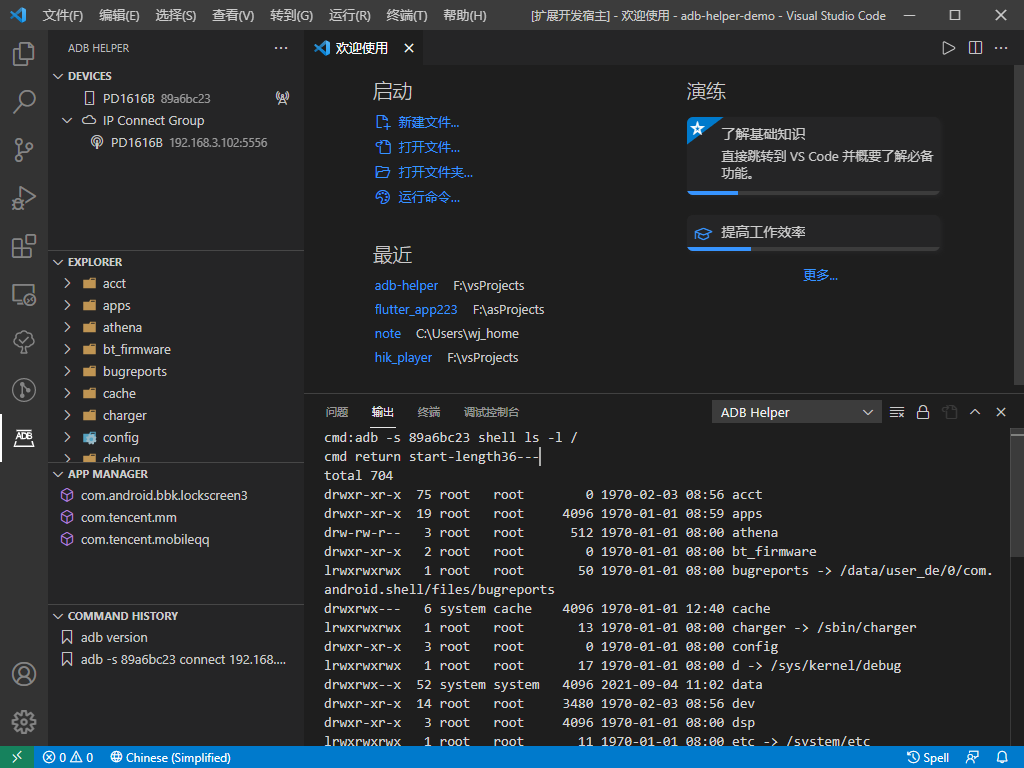 文件(F) 编辑(E) 选择(S) 查看(V) 转到(G) 运行(R) 终端(T) 帮助(H) [扩展开发宿主] - 欢迎使用 - adb-helper-demo - Visual Studio Code
ADB HELPER
DEVICES
PD1616B 89a6bc23
IP Connect Group
PD1616B 192.168.3.102:5556
EXPLORER
acct
apps
athena
bt_firmware
bugreports
cache
charger
config
debug
APP MANAGER
com.android.bbk.lockscreen3
com.tencent.mm
com.tencent.mobileqq
COMMAND HISTORY
adb version
adb -s 89a6bc23 connect 192.168....
ADB
欢迎使用
启动
新建文件...
打开文件...
打开文件夹...
运行命令...
最近
adb-helper F:\vsProjects
flutter_app223 F:\asProjects
note C:\Users\wj_home
hik_player F:\vsProjects
演练
了解基础知识
直接跳转到 VS Code 并概要了解必备
功能。
提高工作效率
更多...
问题 输出 终端 调试控制台 ADB Helper
cmd:adb -s 89a6bc23 shell ls -l /
cmd return start-length36---
total 704
drwxr-xr-x 75 root root 0 1970-02-03 08:56 acct
drwxr-xr-x 19 root root 4096 1970-01-01 08:59 apps
drw-rw-r-- 3 root root 512 1970-01-01 08:00 athena
drwxr-xr-x 2 root root 0 1970-01-01 08:00 bt_firmware
lrwxrwxrwx 1 root root 50 1970-01-01 08:00 bugreports -> /data/user_de/0/com.
android.shell/files/bugreports
drwxrwx--- 6 system cache 4096 1970-01-01 12:40 cache
lrwxrwxrwx 1 root root 13 1970-01-01 08:00 charger -> /sbin/charger
drwxr-xr-x 3 root root 0 1970-01-01 08:00 config
lrwxrwxrwx 1 root root 17 1970-01-01 08:00 d -> /sys/kernel/debug
drwxrwx--x 52 system system 4096 2021-09-04 11:02 data
drwxr-xr-x 14 root root 3480 1970-02-03 08:56 dev
drwxr-xr-x 3 root root 4096 1970-01-01 08:00 dsp
lrwxrwxrwx 1 root root 11 1970-01-01 08:00 etc -> /system/etc
0 0 Chinese (Simplified) Spell